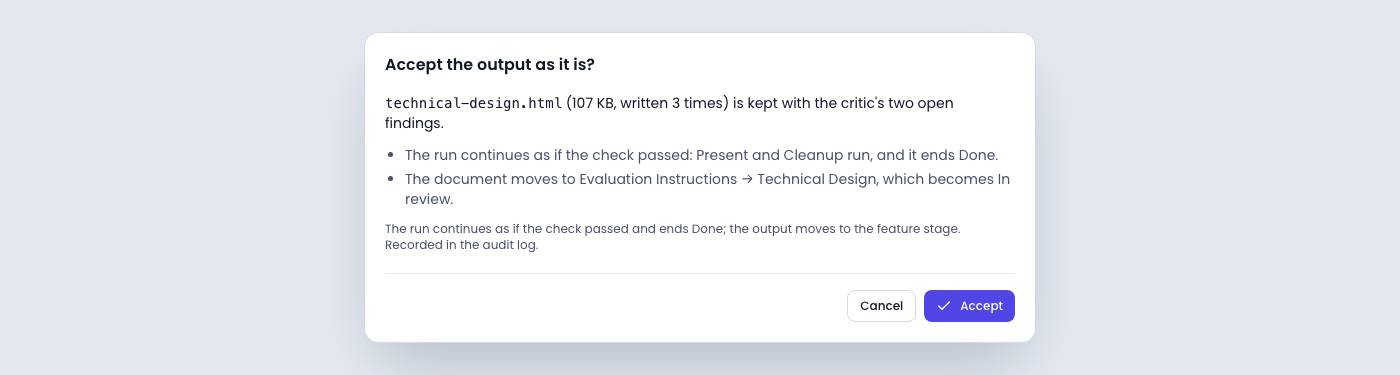 Accept the output as it is?
technical-design.html (107 KB, written 3 times) is kept with the critic's two open
findings.
• The run continues as if the check passed: Present and Cleanup run, and it ends Done.
• The document moves to Evaluation Instructions → Technical Design, which becomes In
review.
The run continues as if the check passed and ends Done; the output moves to the feature stage.
Recorded in the audit log.
Cancel
Accept